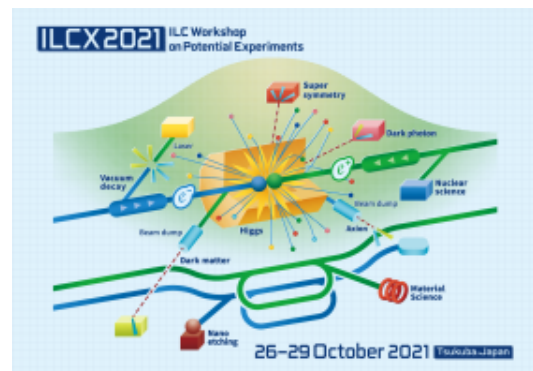 ILCX2021 ILC Workshop
on Potential Experiments
Super
symmetry
Dark photon
Laser
Vacuum
decay
e⁻
e⁺
Nuclear
science
Beam dump
Beam dump
Higgs
Axion
Dark matter
Material
Science
Nano
etching
26-29 October 2021 Tsukuba.Japan